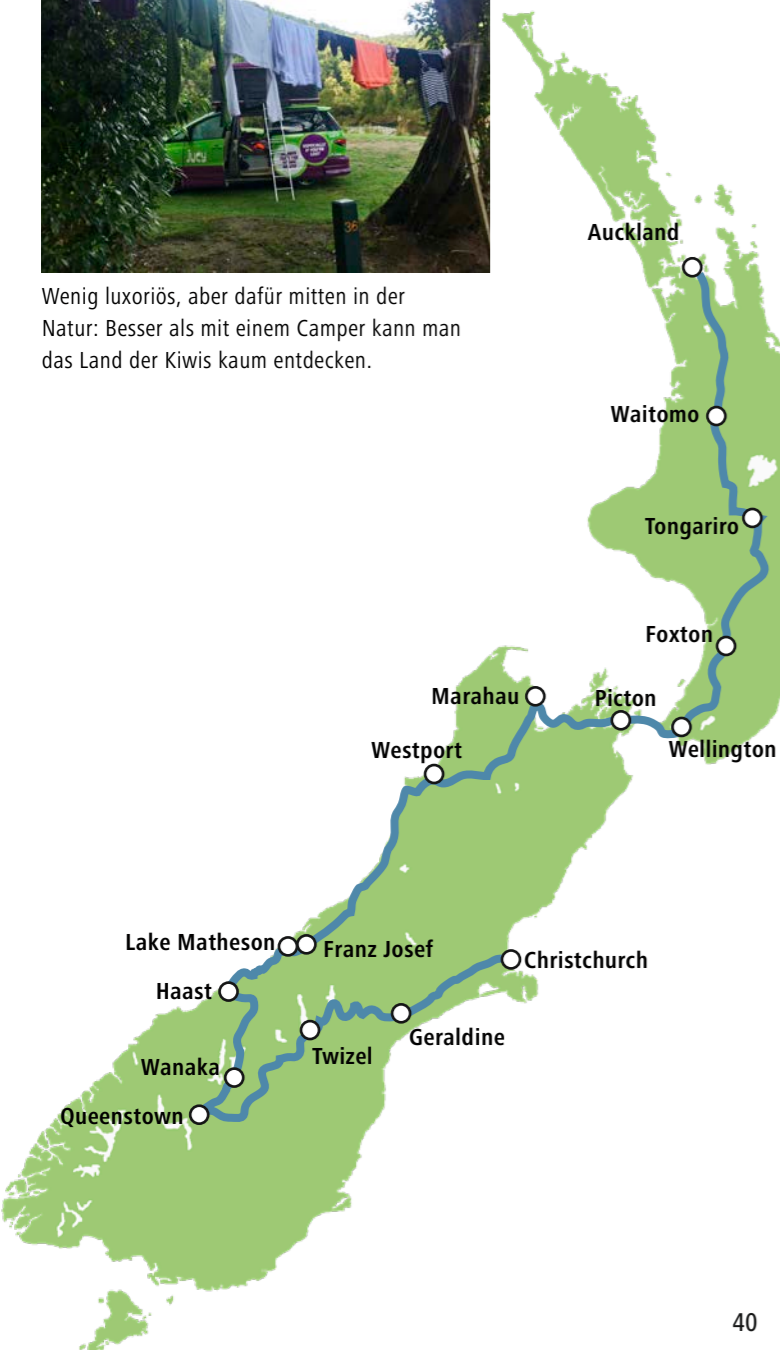 Jucy
36
Wenig luxoriös, aber dafür mitten in der
Natur: Besser als mit einem Camper kann man
das Land der Kiwis kaum entdecken.
Auckland
Waitomo
Tongariro
Foxton
Marahau
Picton
Wellington
Westport
Lake Matheson
Franz Josef
Christchurch
Haast
Geraldine
Twizel
Wanaka
Queenstown
40